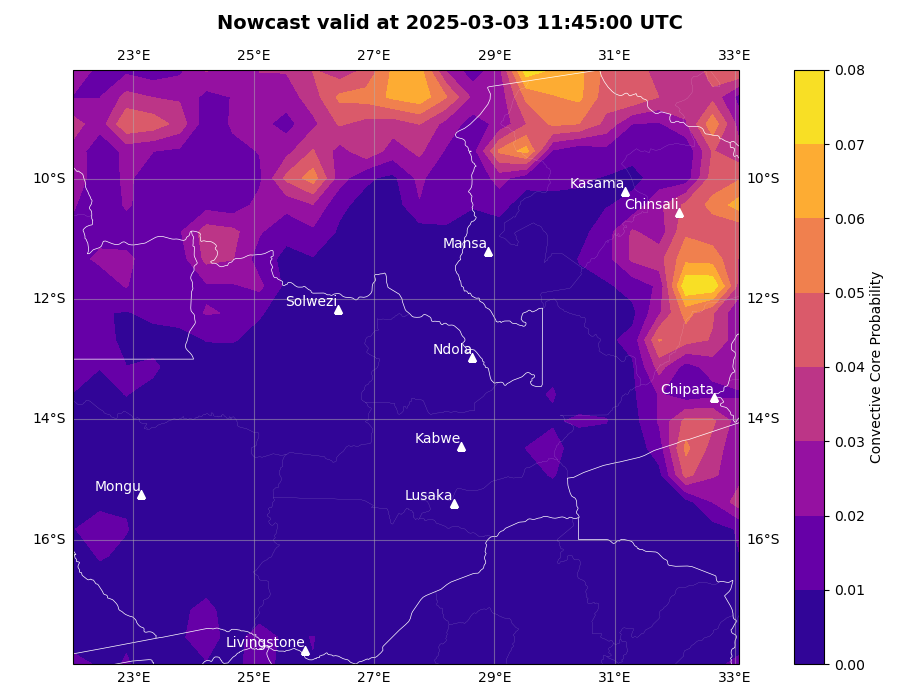 Nowcast valid at 2025-03-03 11:45:00 UTC
23°E 25°E 27°E 29°E 31°E 33°E
0.08
0.07
0.06
0.05
0.04
0.03
0.02
0.01
0.00
Convective Core Probability
10°S 10°S
12°S 12°S
14°S 14°S
16°S 16°S
Kasama
Chinsali
Mansa
Solwezi
Ndola
Chipata
Kabwe
Mongu
Lusaka
Livingstone
23°E 25°E 27°E 29°E 31°E 33°E